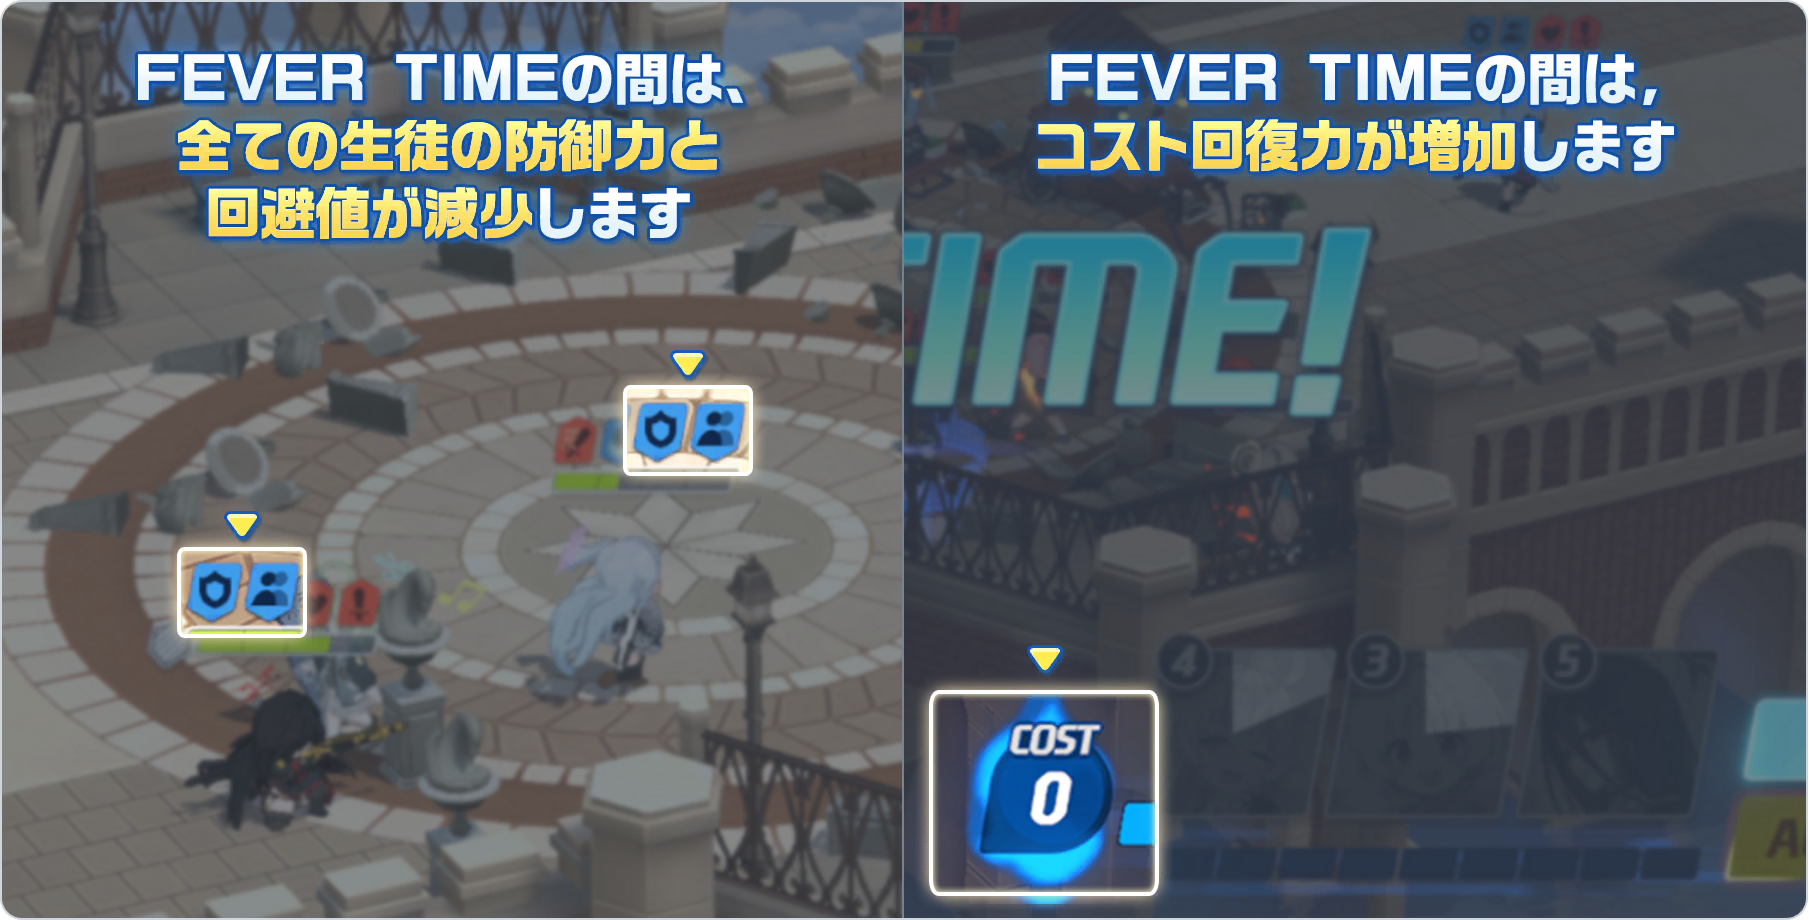 FEVER TIMEの間は、
全ての生徒の防御力と
回避値が減少します
FEVER TIMEの間は,
コスト回復力が増加します
TIME!
4
3
5
COST
0